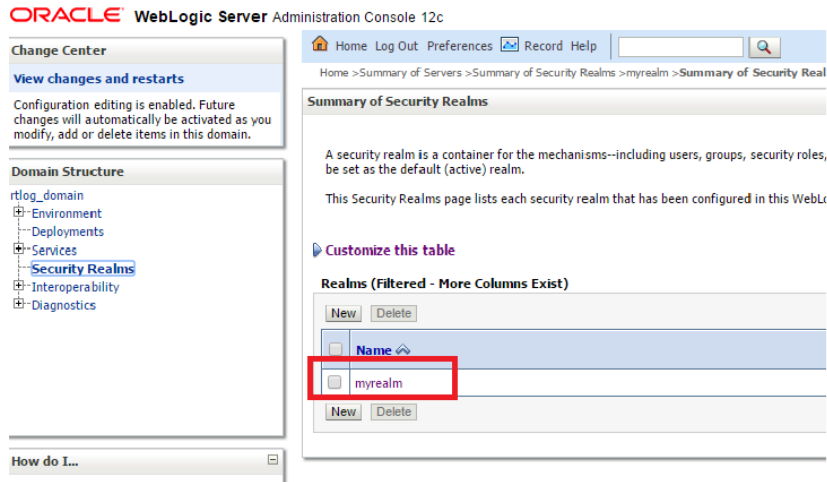 ORACLE WebLogic Server Administration Console 12c
Change Center
View changes and restarts
Configuration editing is enabled. Future
changes will automatically be activated as you
modify, add or delete items in this domain.
Domain Structure
rtlog_domain
Environment
Deployments
Services
Security Realms
Interoperability
Diagnostics
How do I...
Home Log Out Preferences Record Help
Home >Summary of Servers >Summary of Security Realms >myrealm >Summary of Security Real
Summary of Security Realms
A security realm is a container for the mechanisms--including users, groups, security roles,
be set as the default (active) realm.
This Security Realms page lists each security realm that has been configured in this WebLo
Customize this table
Realms (Filtered - More Columns Exist)
New Delete
Name
myrealm
New Delete